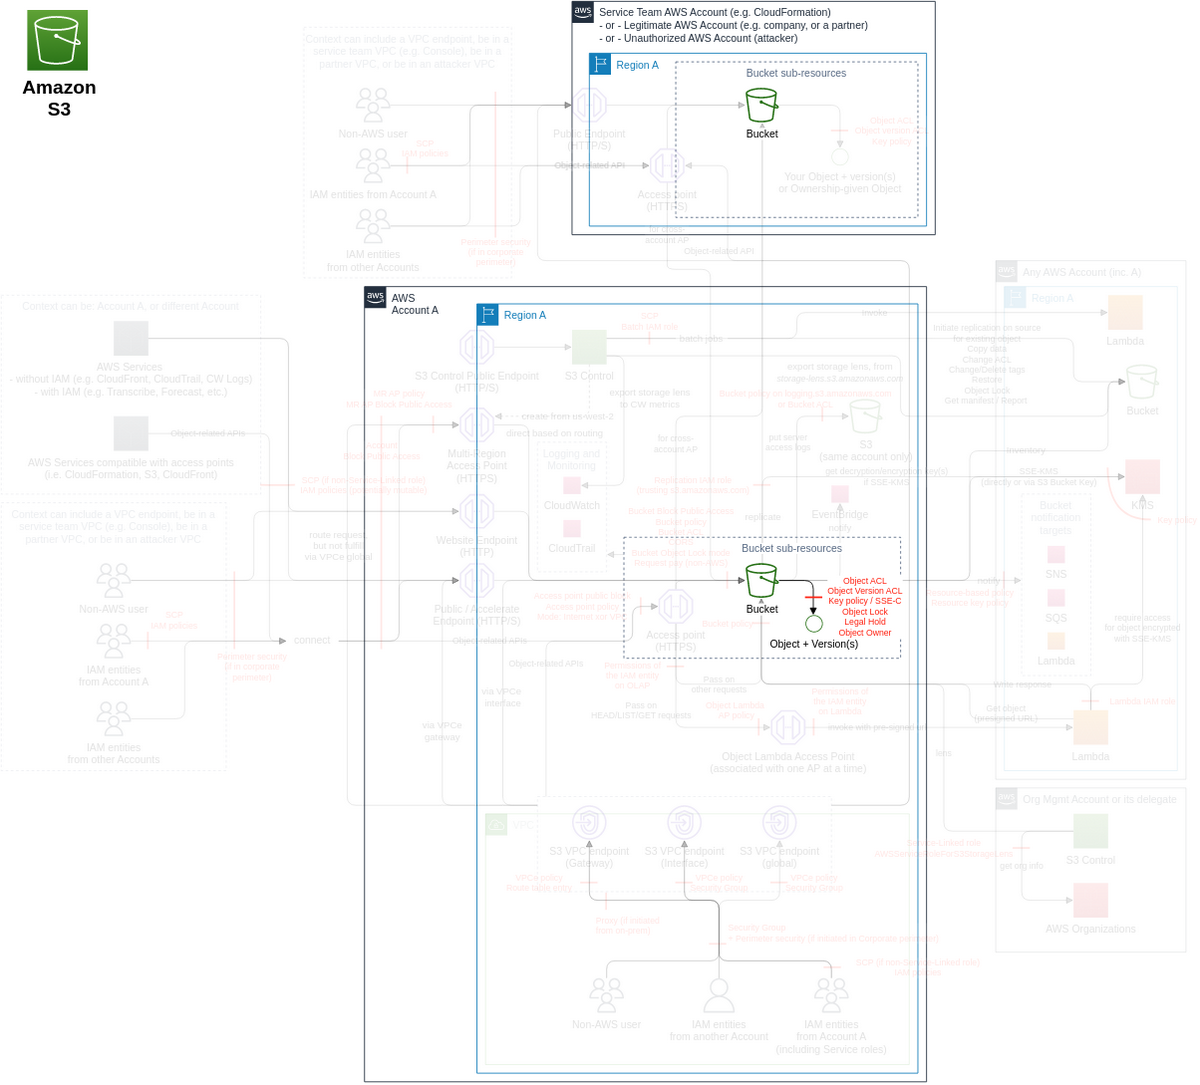 Amazon
S3
aws
Service Team AWS Account (e.g. CloudFormation)
- or - Legitimate AWS Account (e.g. company, or a partner)
- or - Unauthorized AWS Account (attacker)
Region A
Bucket sub-resources
Bucket
Object ACL
Object version ACL
Key policy
Your Object + version(s)
or Ownership-given Object
Public Endpoint
(HTTP/S)
Object-related API
Access point
(HTTPS)
for cross-
account AP
Object-related API
Context can include a VPC endpoint, be in a
service team VPC (e.g. Console), be in a
partner VPC, or be in an attacker VPC
Non-AWS user
SCP
IAM policies
IAM entities from Account A
IAM entities
from other Accounts
Perimeter security
(if in corporate
perimeter)
Context can be: Account A, or different Account
AWS Services
- without IAM (e.g. CloudFront, CloudTrail, CW Logs)
- with IAM (e.g. Transcribe, Forecast, etc.)
Object-related APIs
AWS Services compatible with access points
(i.e. CloudFormation, S3, CloudFront)
SCP (if non-Service-Linked role)
Context can include a VPC endpoint, be in a
service team VPC (e.g. Console), be in a
partner VPC, or be in an attacker VPC
Non-AWS user
SCP
IAM policies
IAM entities
from Account A
IAM entities
from other Accounts
Perimeter security
(if in corporate
perimeter)
connect
route request
but not fulfill
via VPCe global
aws
AWS
Account A
Region A
S3 Control Public Endpoint
(HTTP/S)
S3 Control
SCP
Batch IAM role
batch jobs
invoke
export storage lens
to CW metrics
export storage lens, from
storage-lens.s3.amazonaws.com
MR AP policy
MR AP Block Public Access
Account
Block Public Access
create from us-west-2
direct based on routing
Multi-Region
Access Point
(HTTPS)
Logging and
Monitoring
CloudWatch
CloudTrail
for cross-
account AP
put server
access logs
Bucket policy on logging.s3.amazonaws.com
or Bucket ACL
S3
(same account only)
get decryption/encryption key(s)
if SSE-KMS
EventBridge
notify
replicate
Replication IAM role
Bucket Block Public Access
Bucket policy
Bucket Object Lock mode
Website Endpoint
(HTTP)
Public / Accelerate
Endpoint (HTTP/S)
Object-related APIs
Bucket sub-resources
Bucket
Object ACL
Object Version ACL
Key policy / SSE-C
Object Lock
Legal Hold
Object Owner
Object + Version(s)
Access point policy
Access point
(HTTPS)
Bucket policy
Object-related APIs
Permissions of
the IAM entity
on OLAP
Pass on
other requests
Pass on
HEAD/LIST/GET requests
Object Lambda
AP policy
Permissions of
the IAM entity
on Lambda
Object Lambda Access Point
(associated with one AP at a time)
via VPCe
interface
via VPCe
gateway
Write response
Get object
(presigned URL)
Lambda IAM role
lens
VPC
S3 VPC endpoint
(Gateway)
S3 VPC endpoint
(Interface)
S3 VPC endpoint
(global)
VPCe policy
Route table entry
VPCe policy
Security Group
VPCe policy
Security Group
Proxy (if initiated
from on-prem)
Security Group
+ Perimeter security (if initiated in Corporate perimeter)
SCP (if non-Service-Linked role)
IAM policies
Non-AWS user
IAM entities
from another Account
IAM entities
from Account A
(including Service roles)
aws
Any AWS Account (inc. A)
Region A
Lambda
Initiate replication on source
for existing object
Copy data
Change ACL
Change/Delete tags
Restore
Object Lock
Get manifest / Report
Bucket
Inventory
SSE-KMS
(directly or via S3 Bucket Key)
KMS
Key policy
Bucket
notification
targets
SNS
SQS
Lambda
notify
Resource-based policy
Resource key policy
require access
for object encrypted
with SSE-KMS
Lambda
aws
Org Mgmt Account or its delegate
S3 Control
Service-Linked role
AWSServiceRoleForS3StorageLens
get org info
AWS Organizations